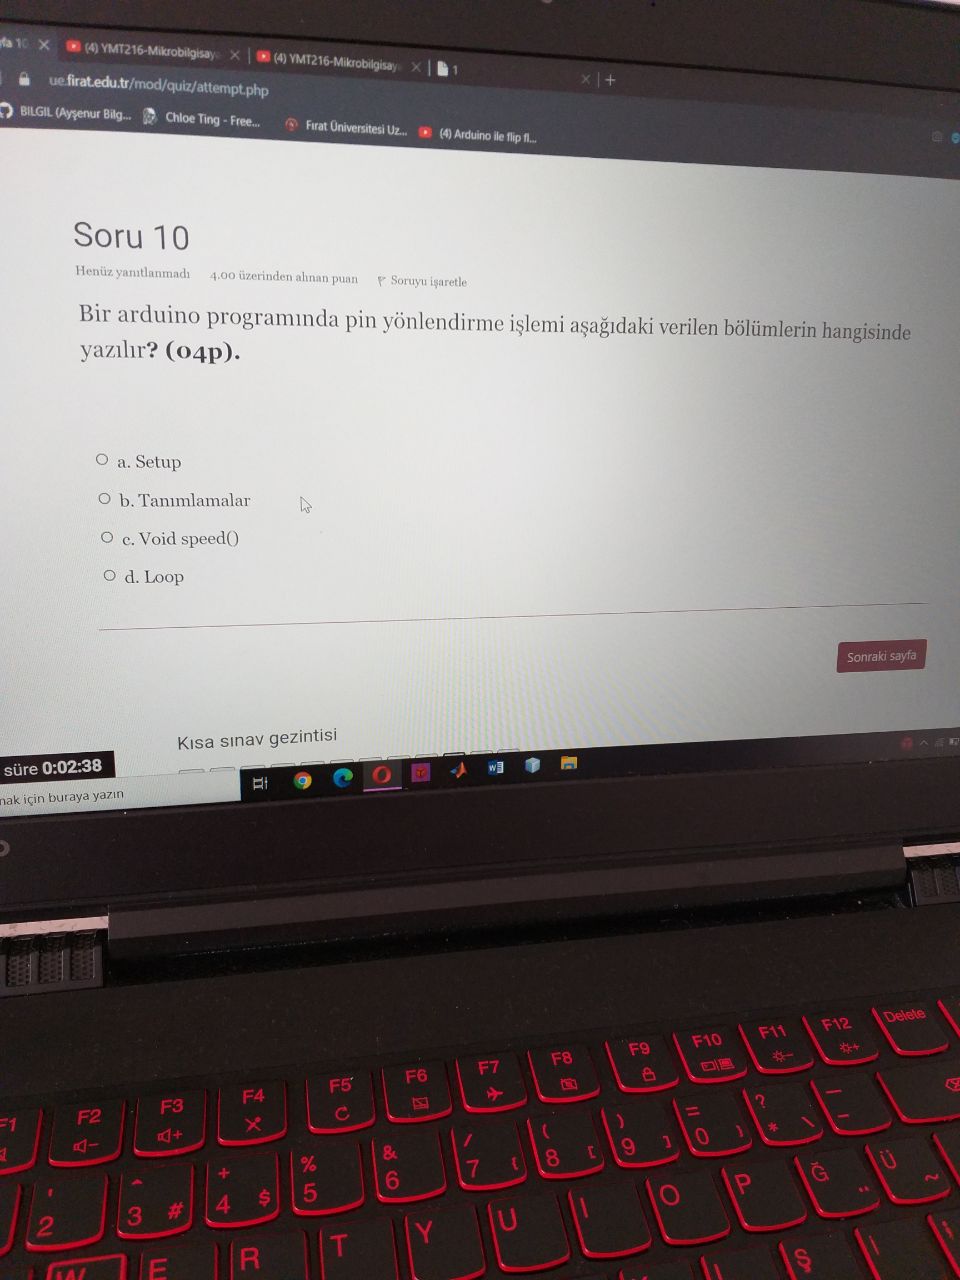 fa 10
(4) YMT216-Mikrobilgisay
(4) YMT216-Mikrobilgisay
1
ue.firat.edu.tr/mod/quiz/attempt.php
BILGIL (Ayşenur Bilg...
Chloe Ting - Free...
Fırat Üniversitesi Uz...
(4) Arduino ile flip fl...
Soru 10
Henüz yanıtlanmadı 4.00 üzerinden alınan puan Soruyu işaretle
Bir arduino programında pin yönlendirme işlemi aşağıdaki verilen bölümlerin hangisinde
yazılır? (04p).
a. Setup
b. Tanımlamalar
c. Void speed()
d. Loop
Sonraki sayfa
Kısa sınav gezintisi
süre 0:02:38
mak için buraya yazın
F1 F2 F3 F4 F5 F6 F7 F8 F9 F10 F11 F12 Delete
' 2 ^ 3 # + 4 $ % 5 & 6 / 7 { ( 8 [ ) 9 ] = 0 } ? * \ _ -
W E R T Y U I O P Ğ ¨ Ü ~
Ş İ